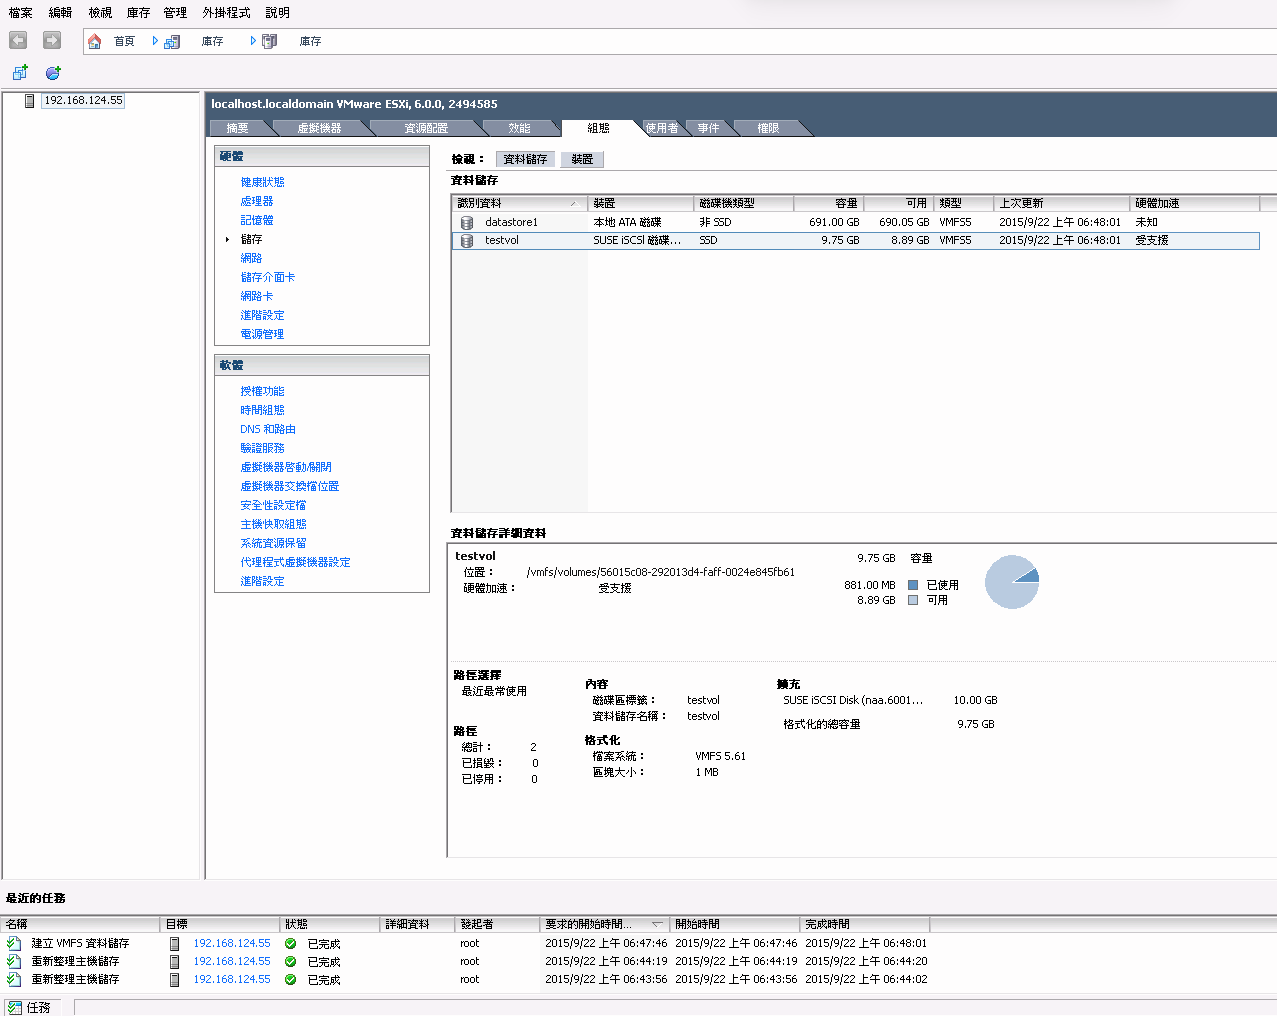 檔案 編輯 檢視 庫存 管理 外掛程式 說明
首頁 庫存 庫存
192.168.124.55
localhost.localdomain VMware ESXi, 6.0.0, 2494585
摘要 虛擬機器 資源配置 效能 組態 使用者 事件 權限
硬體
健康狀態
處理器
記憶體
儲存
網路
儲存介面卡
網路卡
進階設定
電源管理
軟體
授權功能
時間組態
DNS 和路由
驗證服務
虛擬機器啟動/關閉
虛擬機器交換檔位置
安全性設定檔
主機快取組態
系統資源保留
代理程式虛擬機器設定
進階設定
檢視： 資料儲存 裝置
資料儲存
識別資料 裝置 磁碟機類型 容量 可用 類型 上次更新 硬體加速
datastore1 本地 ATA 磁碟 非 SSD 691.00 GB 690.05 GB VMFS5 2015/9/22 上午 06:48:01 未知
testvol SUSE iSCSI 磁碟... SSD 9.75 GB 8.89 GB VMFS5 2015/9/22 上午 06:48:01 受支援
資料儲存詳細資料
testvol 9.75 GB 容量
位置： /vmfs/volumes/56015c08-292013d4-faff-0024e845fb61
硬體加速： 受支援 881.00 MB 已使用
8.89 GB 可用
路徑選擇
最近最常使用
路徑
總計： 2
已損毀： 0
已停用： 0
內容
磁碟區標籤： testvol
資料儲存名稱： testvol
格式化
檔案系統： VMFS 5.61
區塊大小： 1 MB
擴充
SUSE iSCSI Disk (naa.6001... 10.00 GB
格式化的總容量 9.75 GB
最近的任務
名稱 目標 狀態 詳細資料 發起者 要求的開始時間... 開始時間 完成時間
建立 VMFS 資料儲存 192.168.124.55 已完成 root 2015/9/22 上午 06:47:46 2015/9/22 上午 06:47:46 2015/9/22 上午 06:48:01
重新整理主機儲存 192.168.124.55 已完成 root 2015/9/22 上午 06:44:19 2015/9/22 上午 06:44:19 2015/9/22 上午 06:44:20
重新整理主機儲存 192.168.124.55 已完成 root 2015/9/22 上午 06:43:56 2015/9/22 上午 06:43:56 2015/9/22 上午 06:44:02
任務